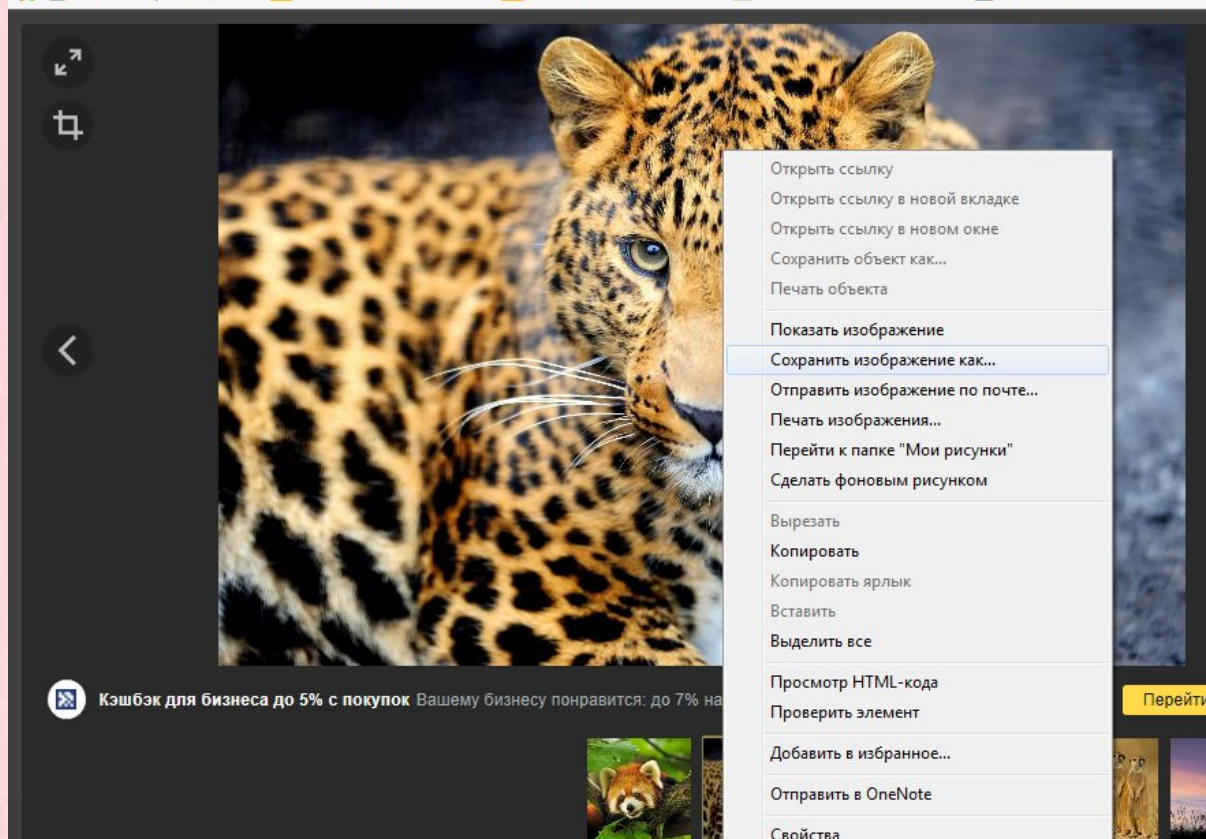 Открыть ссылку
Открыть ссылку в новой вкладке
Открыть ссылку в новом окне
Сохранить объект как...
Печать объекта
Показать изображение
Сохранить изображение как...
Отправить изображение по почте...
Печать изображения...
Перейти к папке "Мои рисунки"
Сделать фоновым рисунком
Вырезать
Копировать
Копировать ярлык
Вставить
Выделить все
Кэшбэк для бизнеса до 5% с покупок Вашему бизнесу понравится: до 7% на
Перейти
Просмотр HTML-кода
Проверить элемент
Добавить в избранное...
Отправить в OneNote
Свойства